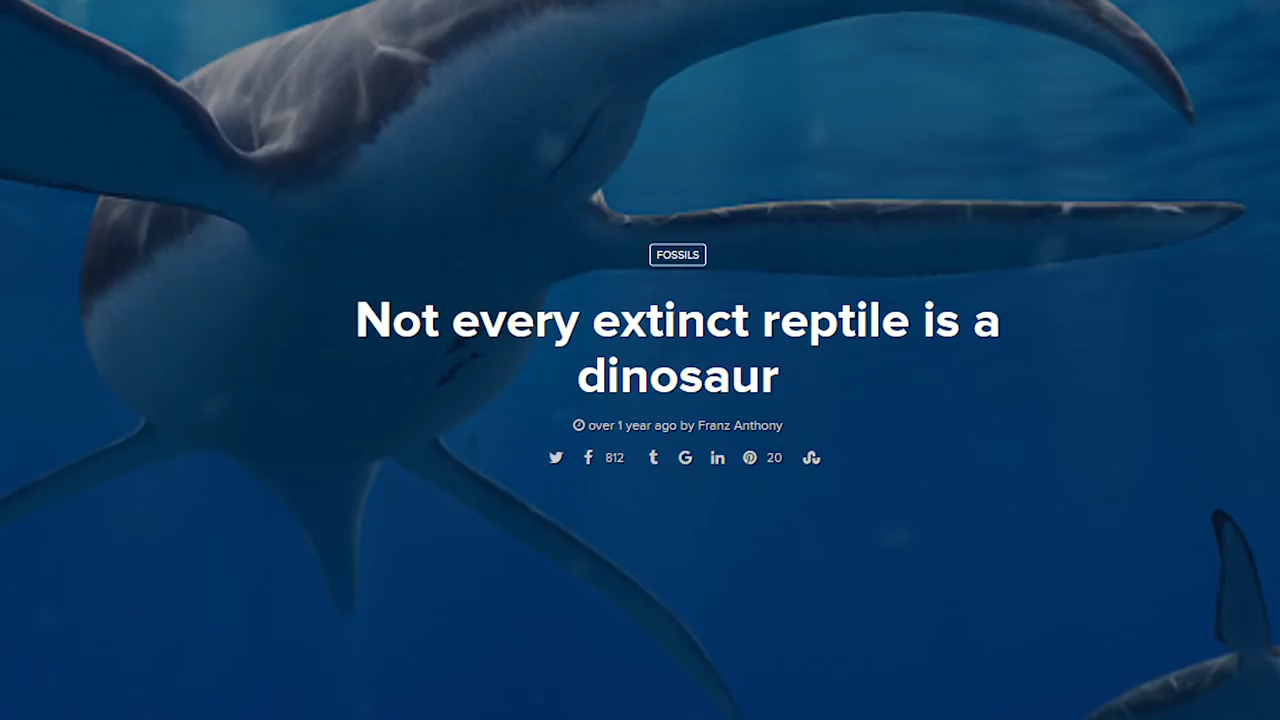 FOSSILS
Not every extinct reptile is a
dinosaur
over 1 year ago by Franz Anthony
812 20